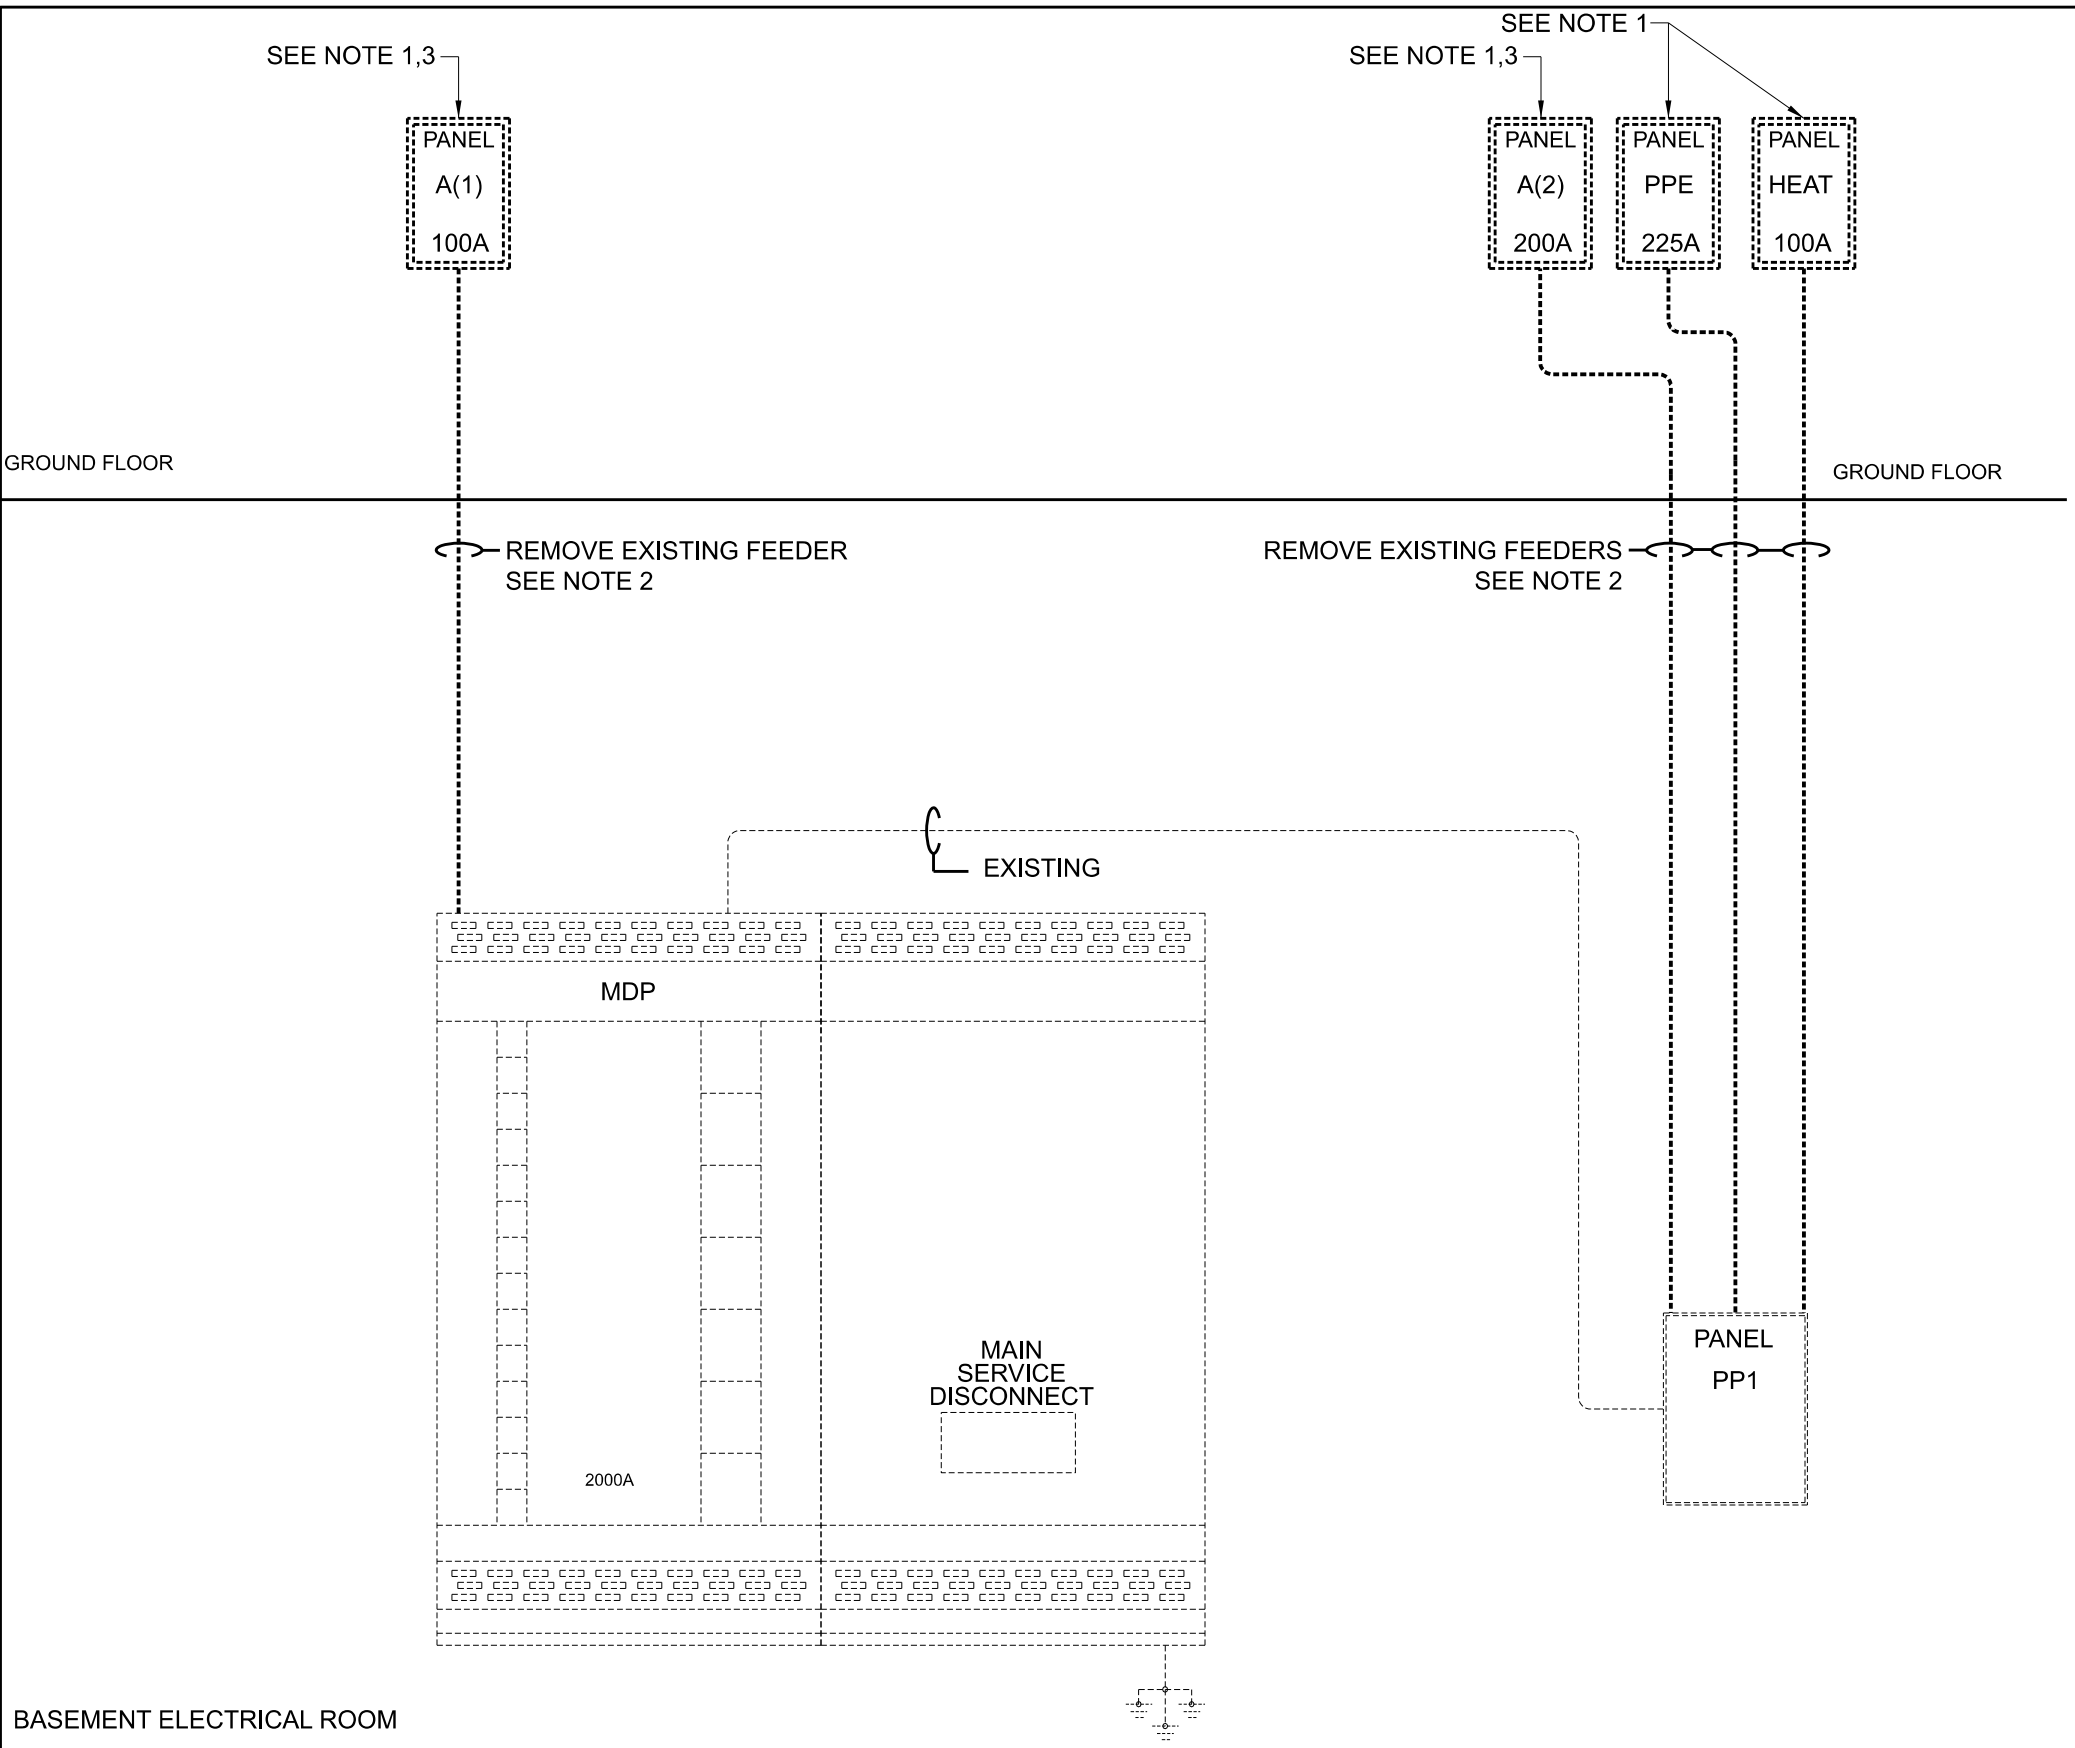 SEE NOTE 1
SEE NOTE 1,3
SEE NOTE 1,3
PANEL
A(1)
100A
PANEL
A(2)
200A
PANEL
PPE
225A
PANEL
HEAT
100A
GROUND FLOOR
GROUND FLOOR
REMOVE EXISTING FEEDER
SEE NOTE 2
REMOVE EXISTING FEEDERS
SEE NOTE 2
EXISTING
MDP
MAIN
SERVICE
DISCONNECT
2000A
PANEL
PP1
BASEMENT ELECTRICAL ROOM